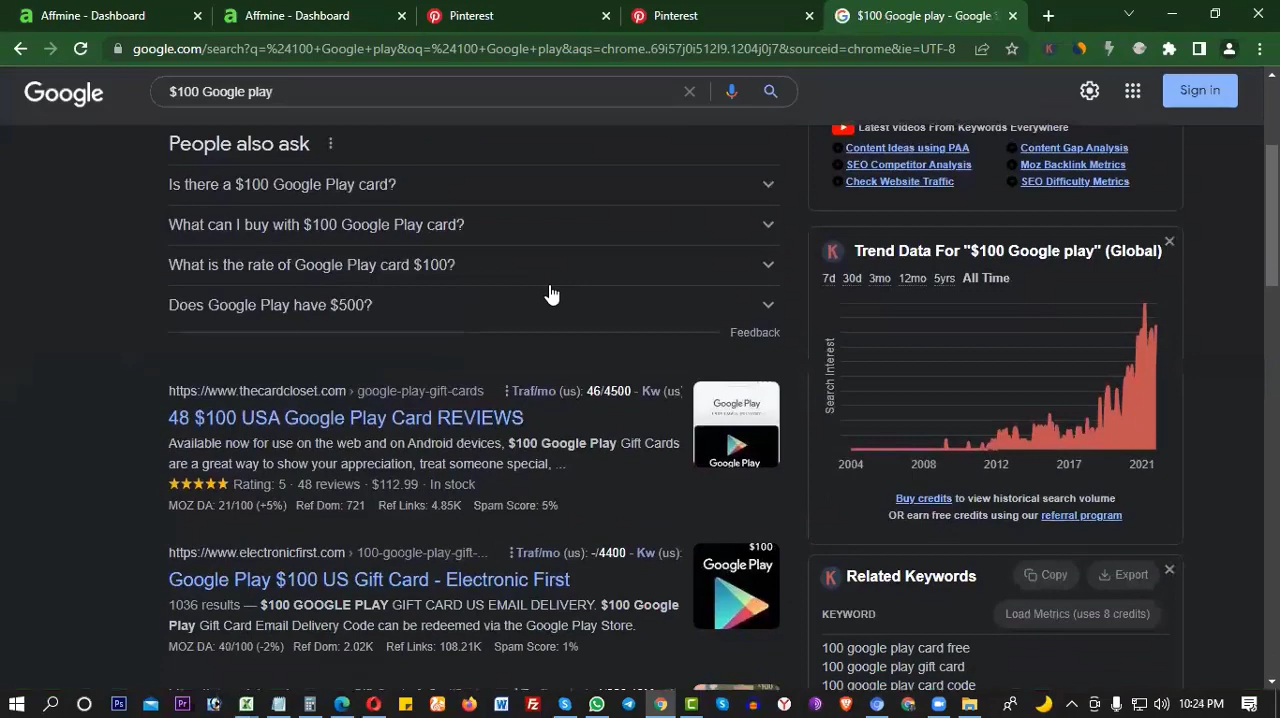 Affmine - Dashboard
Affmine - Dashboard
Pinterest
Pinterest
$100 Google play - Google
google.com/search?q=%24100+Google+play&oq=%24100+Google+play&aqs=chrome..69i57j0i512l9.1204j0j7&sourceid=chrome&ie=UTF-8
Google
$100 Google play
Sign in
People also ask
Is there a $100 Google Play card?
What can I buy with $100 Google Play card?
What is the rate of Google Play card $100?
Does Google Play have $500?
Feedback
https://www.thecardcloset.com › google-play-gift-cards
Traf/mo (us): 46/4500 - Kw (us)
48 $100 USA Google Play Card REVIEWS
Available now for use on the web and on Android devices, $100 Google Play Gift Cards
are a great way to show your appreciation, treat someone special, ...
Rating: 5 · 48 reviews · $112.99 · In stock
MOZ DA: 21/100 (+5%) Ref Dom: 721 Ref Links: 4.85K Spam Score: 5%
Google Play
Google Play
https://www.electronicfirst.com › 100-google-play-gift-...
Traf/mo (us): -/4400 - Kw (us):
Google Play $100 US Gift Card - Electronic First
1036 results — $100 GOOGLE PLAY GIFT CARD US EMAIL DELIVERY. $100 Google
Play Gift Card Email Delivery Code can be redeemed via the Google Play Store.
MOZ DA: 40/100 (-2%) Ref Dom: 2.02K Ref Links: 108.21K Spam Score: 1%
$100
Google Play
Latest Videos From Keywords Everywhere
Content Ideas using PAA
Content Gap Analysis
SEO Competitor Analysis
Moz Backlink Metrics
Check Website Traffic
SEO Difficulty Metrics
Trend Data For "$100 Google play" (Global)
7d 30d 3mo 12mo 5yrs All Time
Search Interest
2004 2008 2012 2017 2021
Buy credits to view historical search volume
OR earn free credits using our referral program
Related Keywords
Copy
Export
KEYWORD
Load Metrics (uses 8 credits)
100 google play card free
100 google play gift card
100 google play card code
10:24 PM